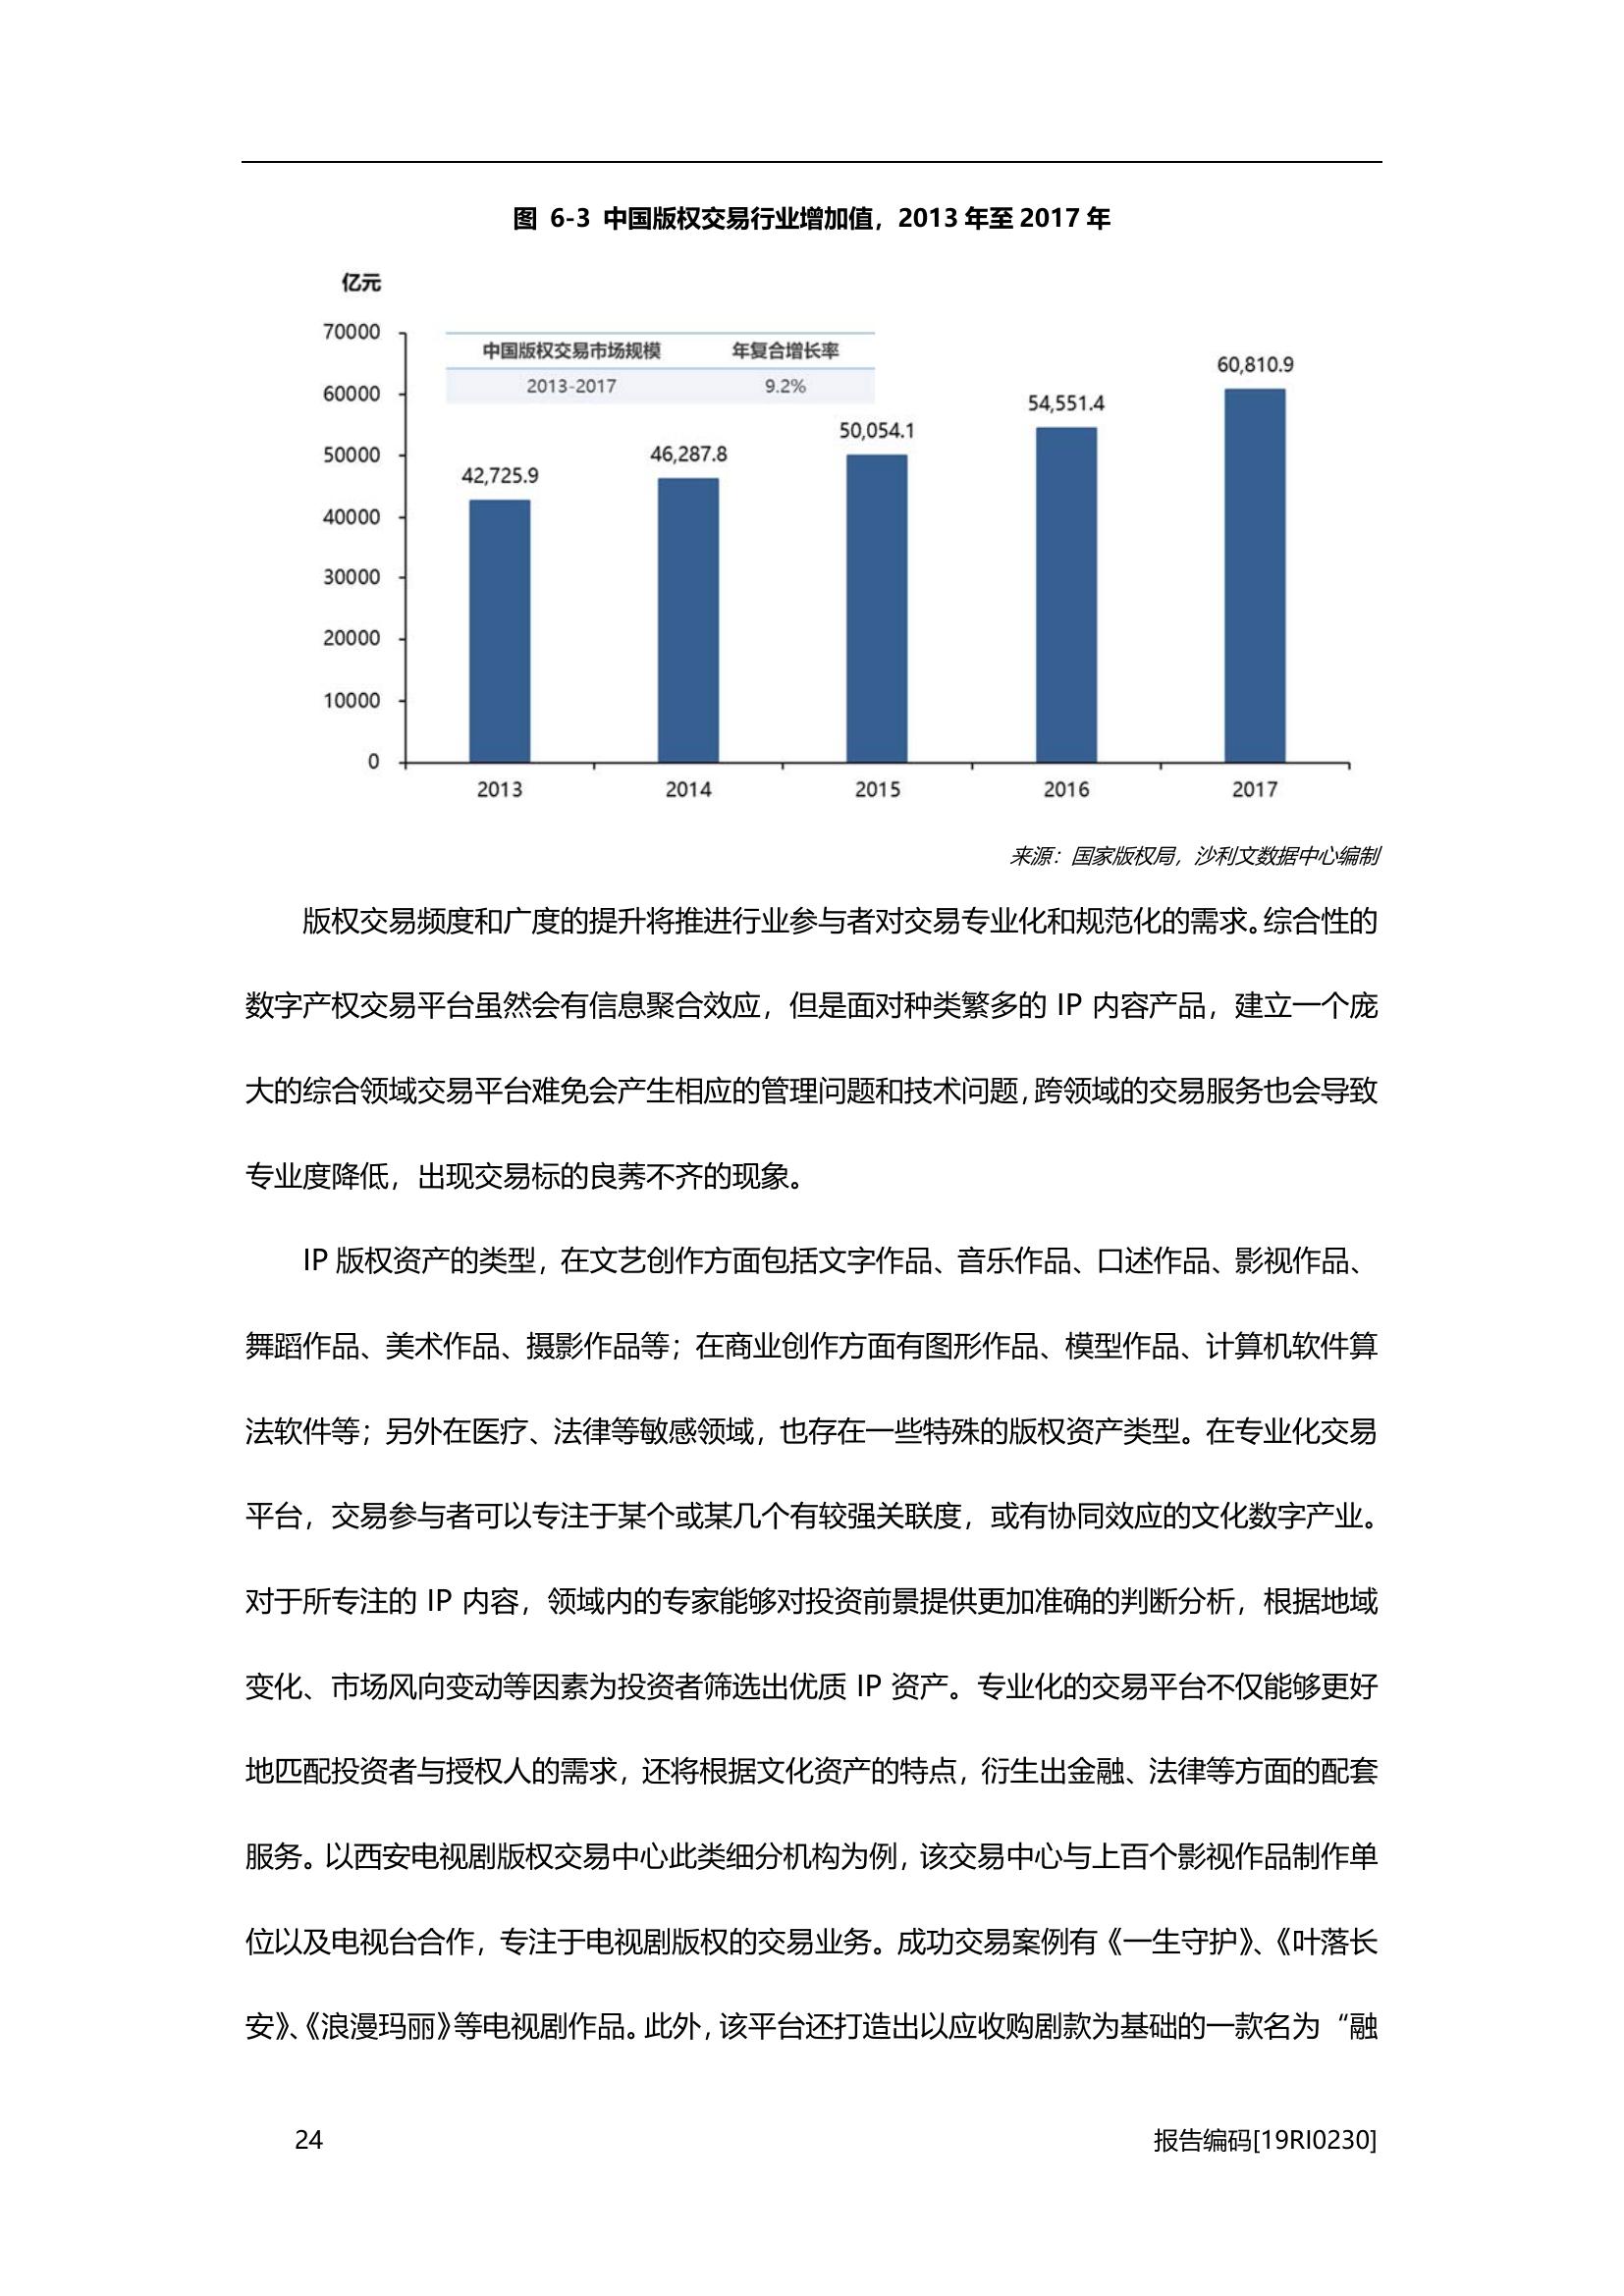 图 6-3 中国版权交易行业增加值，2013年至2017年
亿元
70000
60000
50000
40000
30000
20000
10000
0
中国版权交易市场规模 年复合增长率
2013-2017 9.2%
42,725.9
46,287.8
50,054.1
54,551.4
60,810.9
2013 2014 2015 2016 2017
来源：国家版权局，沙利文数据中心编制
版权交易频度和广度的提升将推进行业参与者对交易专业化和规范化的需求。综合性的
数字产权交易平台虽然会有信息聚合效应，但是面对种类繁多的 IP 内容产品，建立一个庞
大的综合领域交易平台难免会产生相应的管理问题和技术问题，跨领域的交易服务也会导致
专业度降低，出现交易标的良莠不齐的现象。
IP 版权资产的类型，在文艺创作方面包括文字作品、音乐作品、口述作品、影视作品、
舞蹈作品、美术作品、摄影作品等；在商业创作方面有图形作品、模型作品、计算机软件算
法软件等；另外在医疗、法律等敏感领域，也存在一些特殊的版权资产类型。在专业化交易
平台，交易参与者可以专注于某个或某几个有较强关联度，或有协同效应的文化数字产业。
对于所专注的 IP 内容，领域内的专家能够对投资前景提供更加准确的判断分析，根据地域
变化、市场风向变动等因素为投资者筛选出优质 IP 资产。专业化的交易平台不仅能够更好
地匹配投资者与授权人的需求，还将根据文化资产的特点，衍生出金融、法律等方面的配套
服务。以西安电视剧版权交易中心此类细分机构为例，该交易中心与上百个影视作品制作单
位以及电视台合作，专注于电视剧版权的交易业务。成功交易案例有《一生守护》、《叶落长
安》、《浪漫玛丽》等电视剧作品。此外，该平台还打造出以应收购剧款为基础的一款名为“融
24 报告编码[19RI0230]